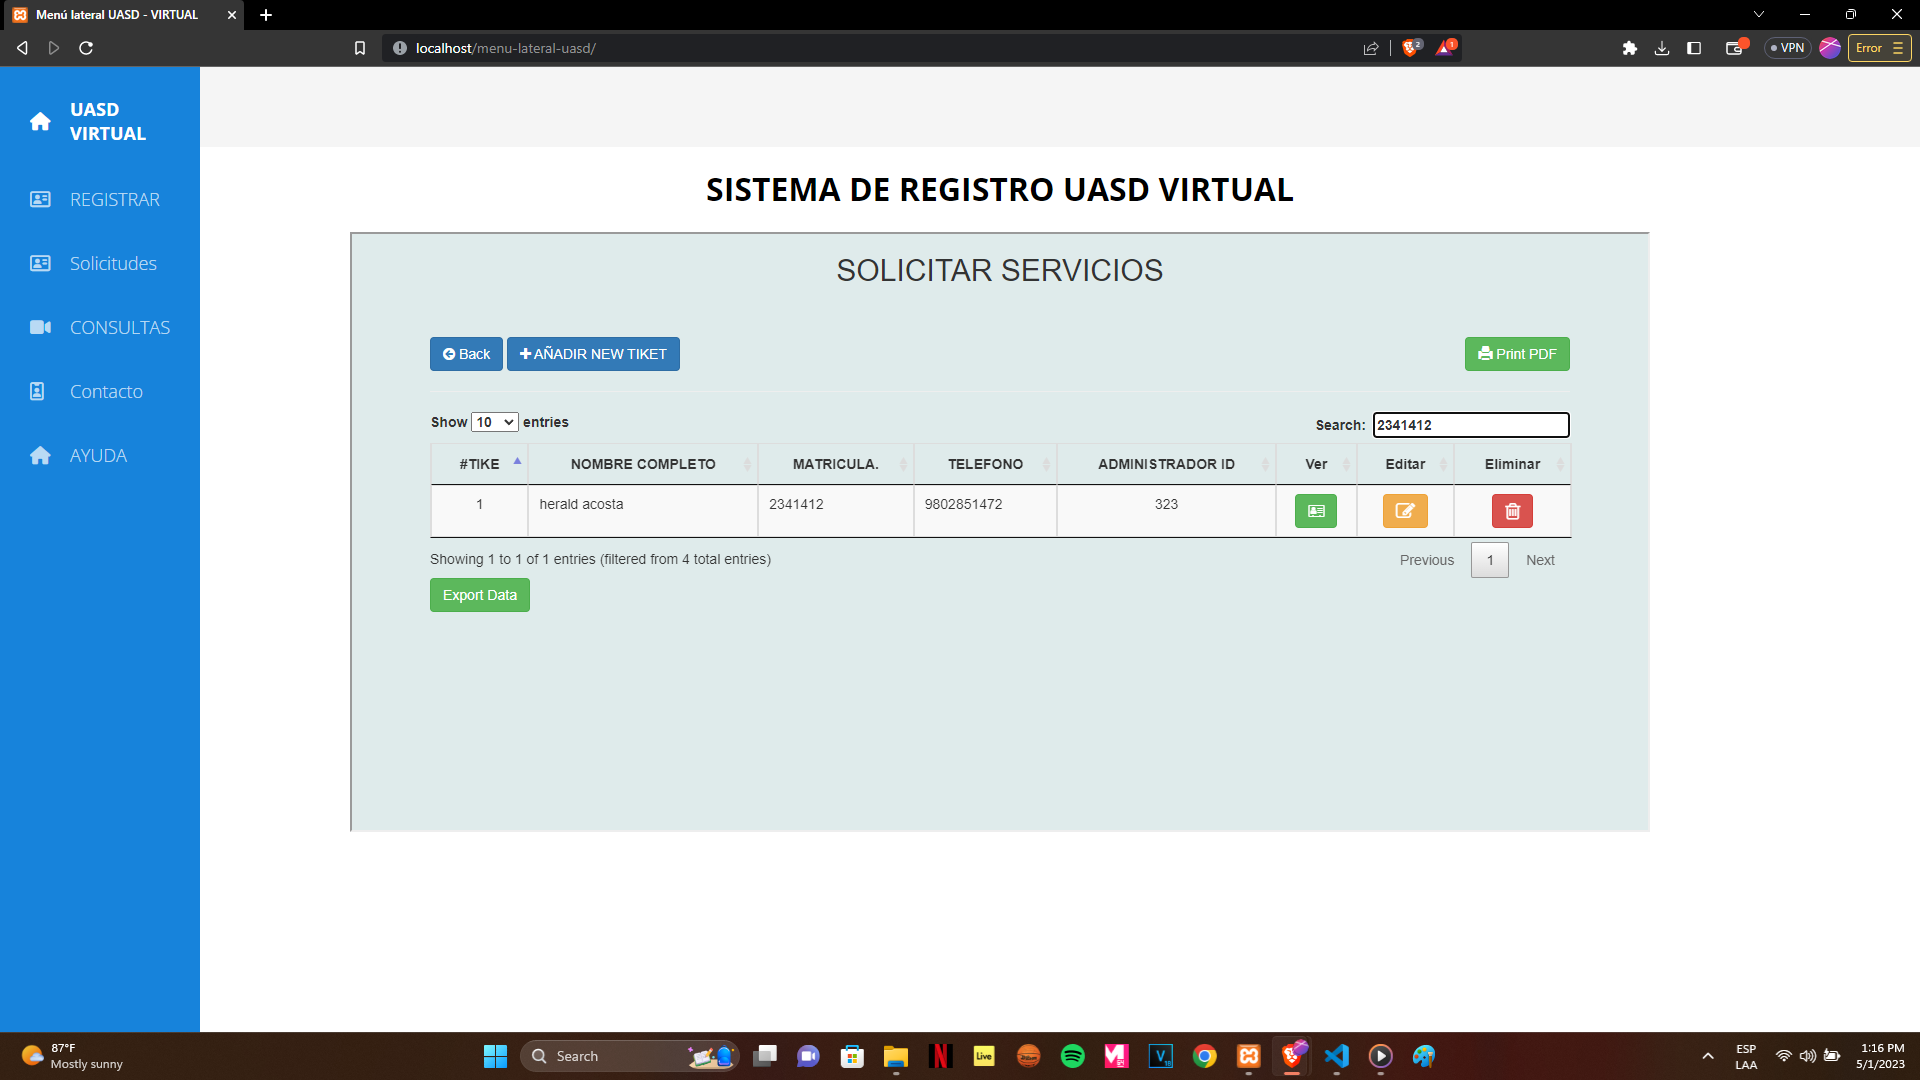 Menú lateral UASD - VIRTUAL
localhost/menu-lateral-uasd/
2
1
VPN
Error
UASD
VIRTUAL
REGISTRAR
Solicitudes
CONSULTAS
Contacto
AYUDA
SISTEMA DE REGISTRO UASD VIRTUAL
SOLICITAR SERVICIOS
Back
AÑADIR NEW TIKET
Print PDF
Show 10 entries
Search: 2341412
#TIKE NOMBRE COMPLETO MATRICULA. TELEFONO ADMINISTRADOR ID Ver Editar Eliminar
1 herald acosta 2341412 9802851472 323
Showing 1 to 1 of 1 entries (filtered from 4 total entries)
Previous 1 Next
Export Data
87°F
Mostly sunny
Search
Live
ESP
LAA
1:16 PM
5/1/2023